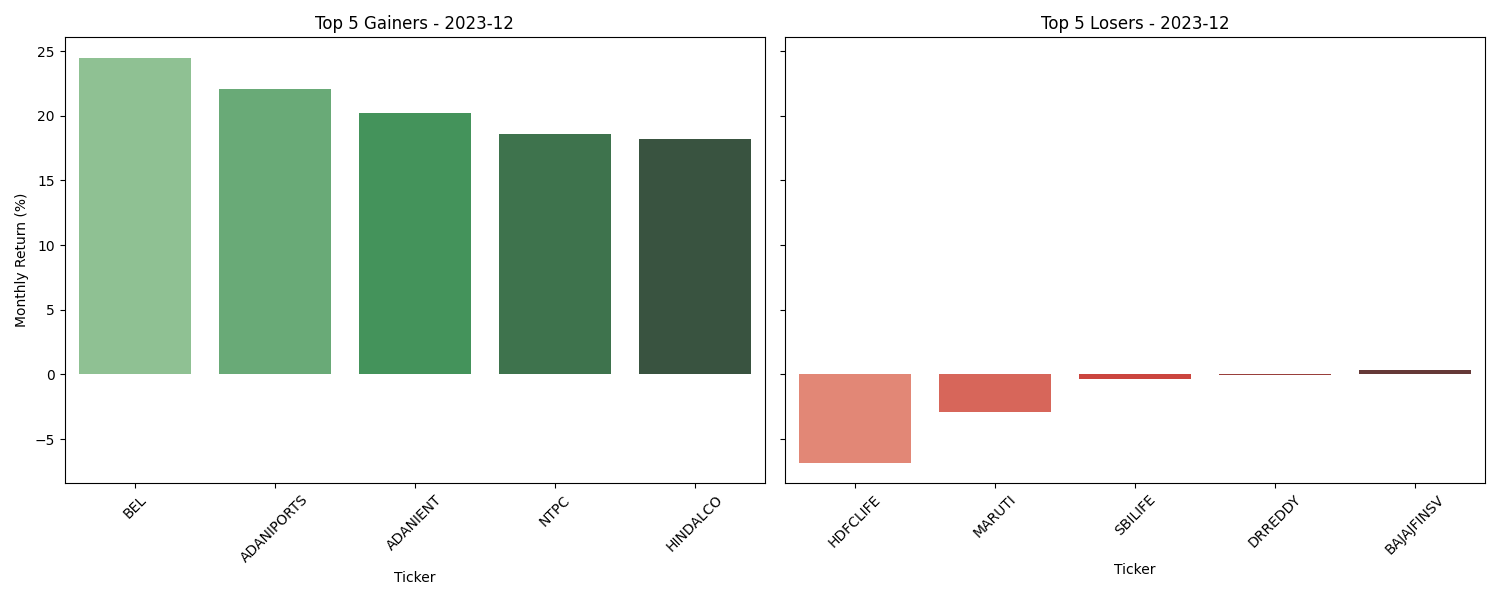 Top 5 Gainers - 2023-12
Monthly Return (%)
25
20
15
10
5
0
−5
BEL
ADANIPORTS
ADANIENT
NTPC
HINDALCO
Ticker
Top 5 Losers - 2023-12
HDFCLIFE
MARUTI
SBILIFE
DRREDDY
BAJAJFINSV
Ticker